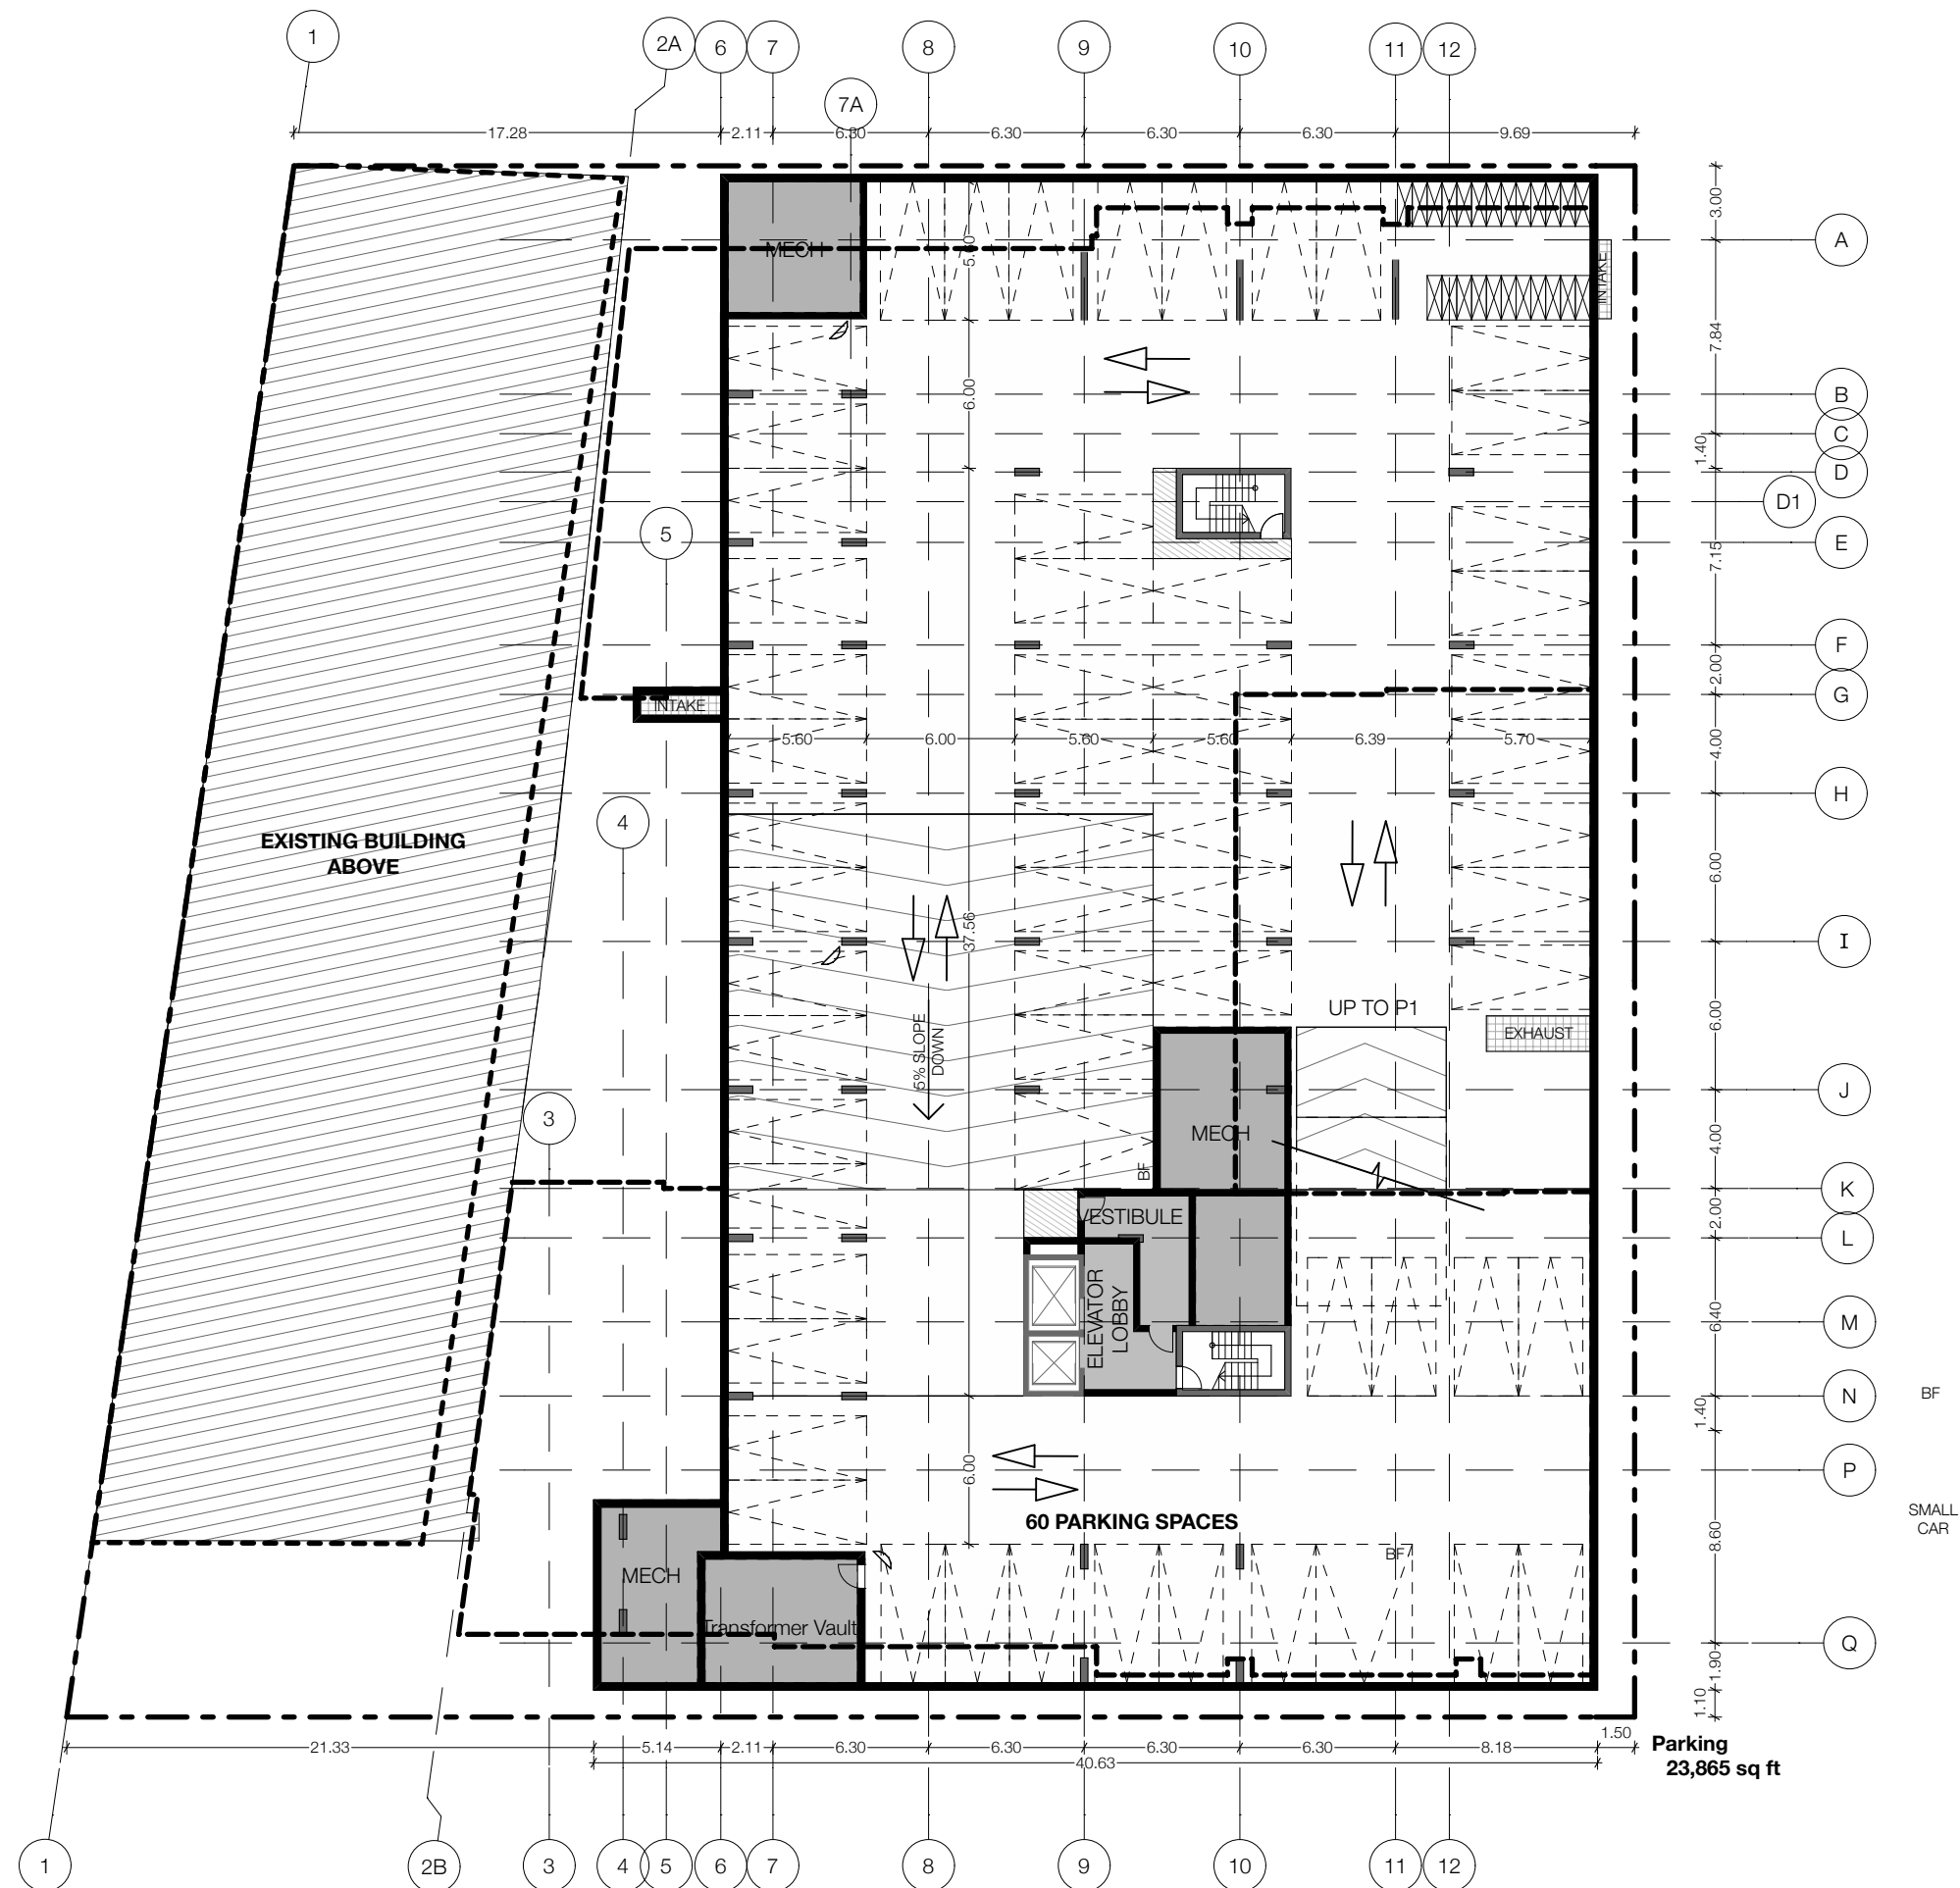 1
2A
6
7
8
9
10
11
12
7A
17.28
2.11
6.30
6.30
6.30
6.30
9.69
3.00
A
MECH
5.60
INTAKE
7.84
6.00
B
C
1.40
D
D1
5
E
7.15
F
2.00
G
INTAKE
5.60
6.00
5.60
5.60
6.39
5.70
4.00
H
4
EXISTING BUILDING
ABOVE
6.00
37.56
I
UP TO P1
EXHAUST
6.00
5% SLOPE
DOWN
J
3
MECH
4.00
BF
K
VESTIBULE
2.00
L
ELEVATOR
LOBBY
6.40
M
N
BF
1.40
P
6.00
60 PARKING SPACES
SMALL
CAR
8.60
BF
MECH
Transformer Vault
Q
1.90
1.10
21.33
5.14
2.11
6.30
6.30
6.30
6.30
8.18
1.50
40.63
Parking
23,865 sq ft
1
2B
3
4
5
6
7
8
9
10
11
12